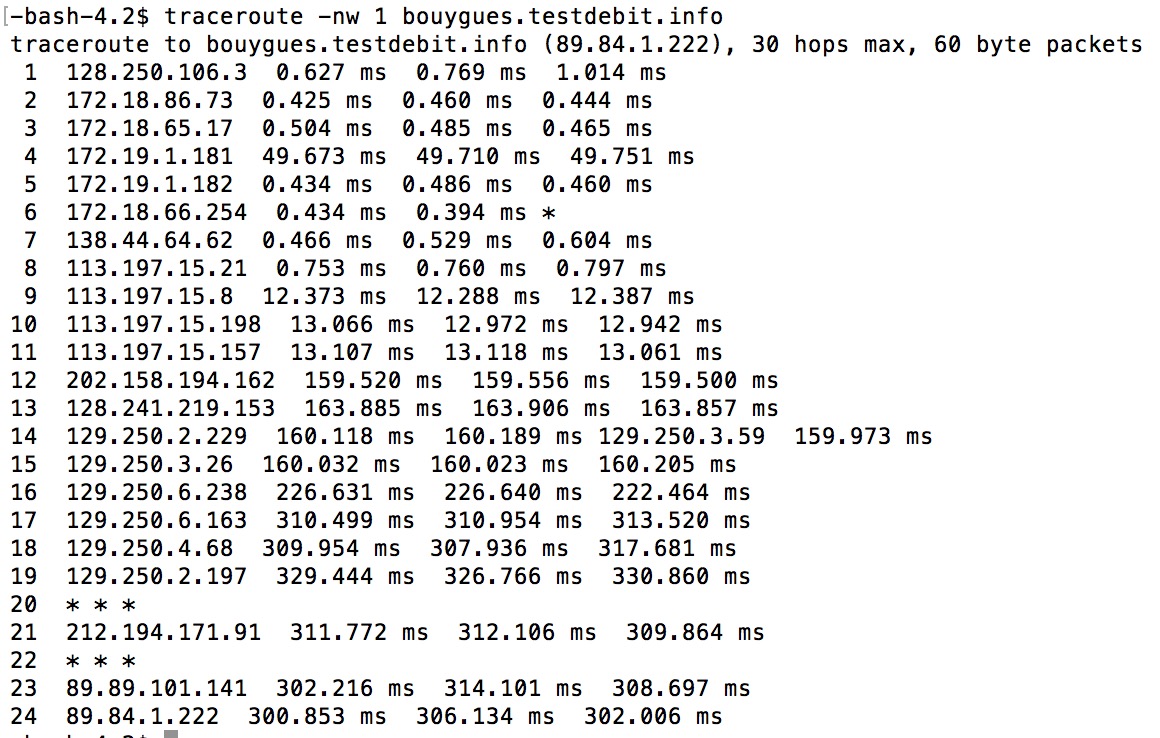 [-bash-4.2$ traceroute -nw 1 bouygues.testdebit.info
traceroute to bouygues.testdebit.info (89.84.1.222), 30 hops max, 60 byte packets
 1  128.250.106.3  0.627 ms  0.769 ms  1.014 ms
 2  172.18.86.73  0.425 ms  0.460 ms  0.444 ms
 3  172.18.65.17  0.504 ms  0.485 ms  0.465 ms
 4  172.19.1.181  49.673 ms  49.710 ms  49.751 ms
 5  172.19.1.182  0.434 ms  0.486 ms  0.460 ms
 6  172.18.66.254  0.434 ms  0.394 ms *
 7  138.44.64.62  0.466 ms  0.529 ms  0.604 ms
 8  113.197.15.21  0.753 ms  0.760 ms  0.797 ms
 9  113.197.15.8  12.373 ms  12.288 ms  12.387 ms
10  113.197.15.198  13.066 ms  12.972 ms  12.942 ms
11  113.197.15.157  13.107 ms  13.118 ms  13.061 ms
12  202.158.194.162  159.520 ms  159.556 ms  159.500 ms
13  128.241.219.153  163.885 ms  163.906 ms  163.857 ms
14  129.250.2.229  160.118 ms  160.189 ms 129.250.3.59  159.973 ms
15  129.250.3.26  160.032 ms  160.023 ms  160.205 ms
16  129.250.6.238  226.631 ms  226.640 ms  222.464 ms
17  129.250.6.163  310.499 ms  310.954 ms  313.520 ms
18  129.250.4.68  309.954 ms  307.936 ms  317.681 ms
19  129.250.2.197  329.444 ms  326.766 ms  330.860 ms
20  * * *
21  212.194.171.91  311.772 ms  312.106 ms  309.864 ms
22  * * *
23  89.89.101.141  302.216 ms  314.101 ms  308.697 ms
24  89.84.1.222  300.853 ms  306.134 ms  302.006 ms